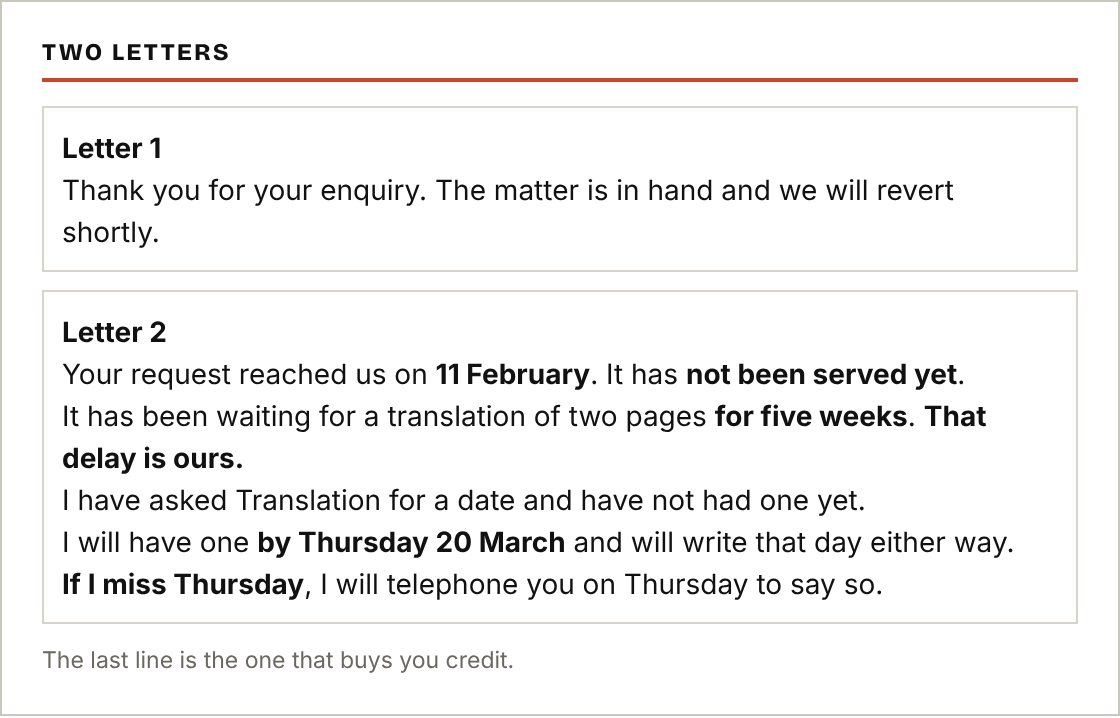 TWO LETTERS
Letter 1
Thank you for your enquiry. The matter is in hand and we will revert
shortly.
Letter 2
Your request reached us on 11 February. It has not been served yet.
It has been waiting for a translation of two pages for five weeks. That
delay is ours.
I have asked Translation for a date and have not had one yet.
I will have one by Thursday 20 March and will write that day either way.
If I miss Thursday, I will telephone you on Thursday to say so.
The last line is the one that buys you credit.